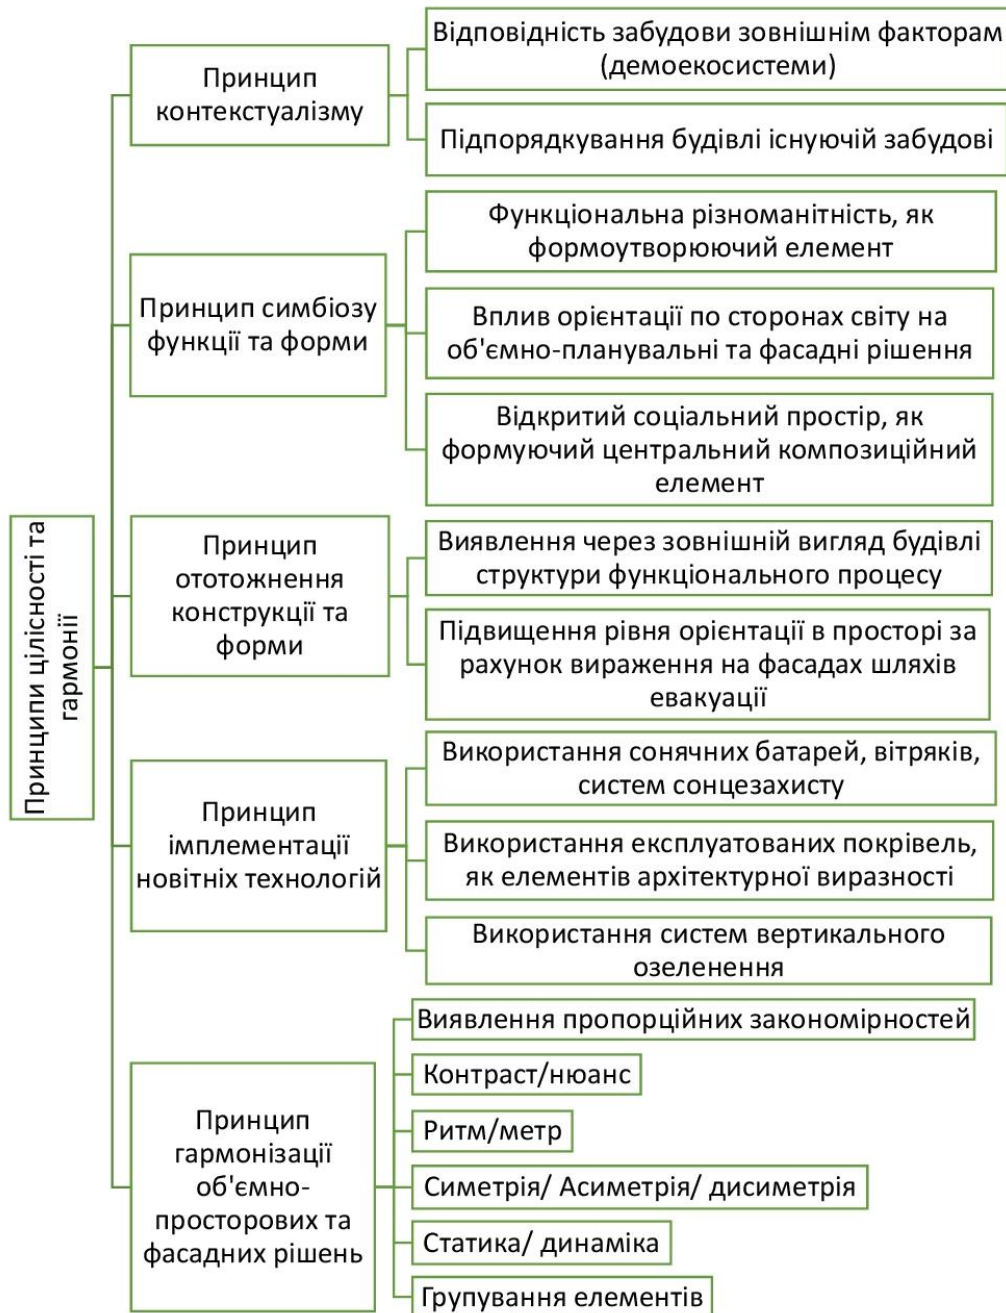 Принципи цілісності та
гармонії
Принцип
контекстуалізму
Відповідність забудови зовнішнім факторам
(демоекосистеми)
Підпорядкування будівлі існуючій забудові
Принцип симбіозу
функції та форми
Функціональна різноманітність, як
формоутворюючий елемент
Вплив орієнтації по сторонах світу на
об'ємно-планувальні та фасадні рішення
Відкритий соціальний простір, як
формуючий центральний композиційний
елемент
Принцип
ототожнення
конструкції та
форми
Виявлення через зовнішній вигляд будівлі
структури функціонального процесу
Підвищення рівня орієнтації в просторі за
рахунок вираження на фасадах шляхів
евакуації
Принцип
імплементації
новітніх технологій
Використання сонячних батарей, вітряків,
систем сонцезахисту
Використання експлуатованих покрівель,
як елементів архітектурної виразності
Використання систем вертикального
озеленення
Принцип
гармонізації
об'ємно-
просторових та
фасадних рішень
Виявлення пропорційних закономірностей
Контраст/нюанс
Ритм/метр
Симетрія/ Асиметрія/ дисиметрія
Статика/ динаміка
Групування елементів